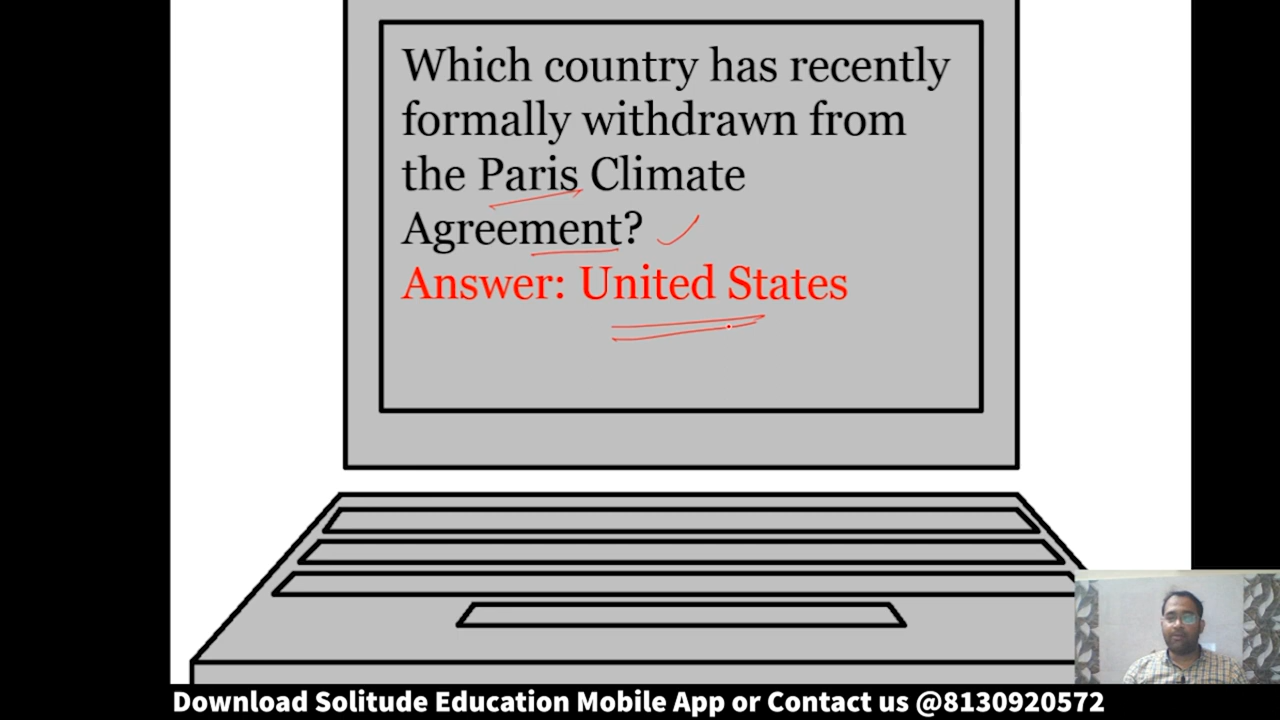 Which country has recently
formally withdrawn from
the Paris Climate
Agreement?
Answer: United States
Download Solitude Education Mobile App or Contact us @8130920572